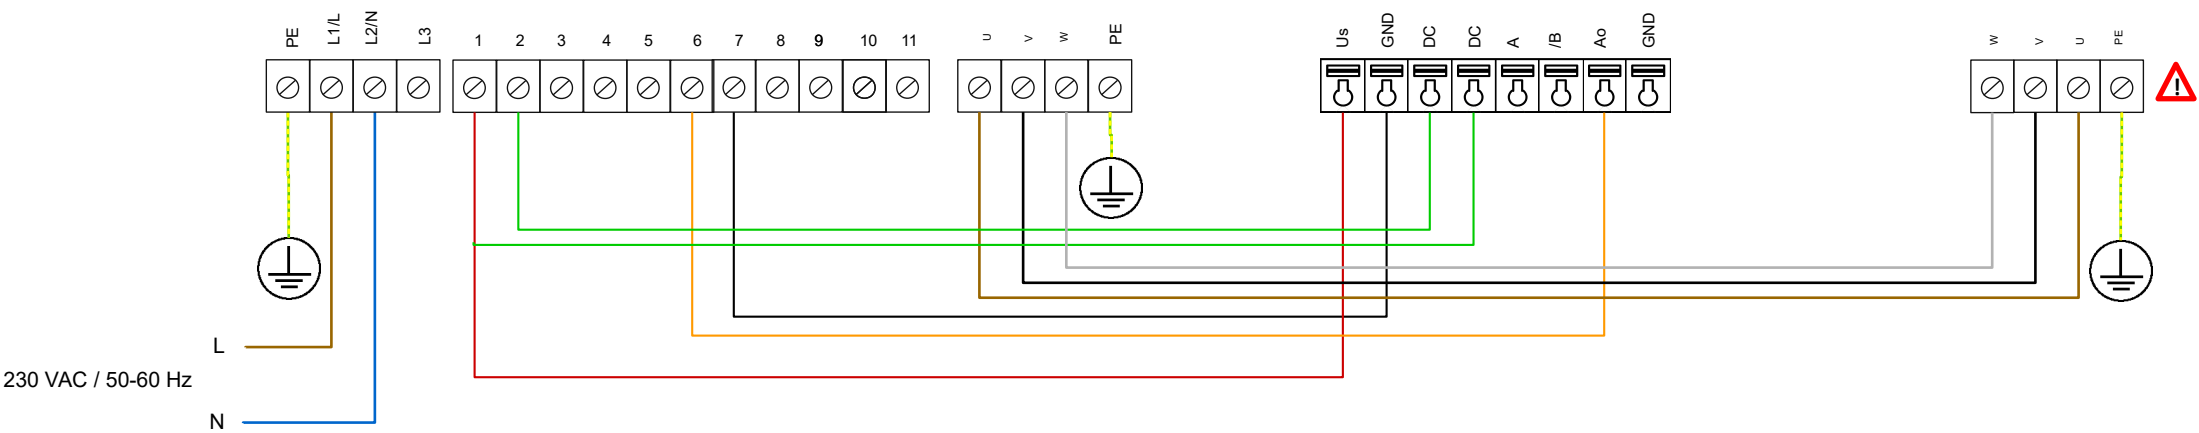 PE L1/L L2/N L3 1 2 3 4 5 6 7 8 9 10 11 U V W PE Us GND DC DC A /B Ao GND W V U PE
!
L
230 VAC / 50-60 Hz
N